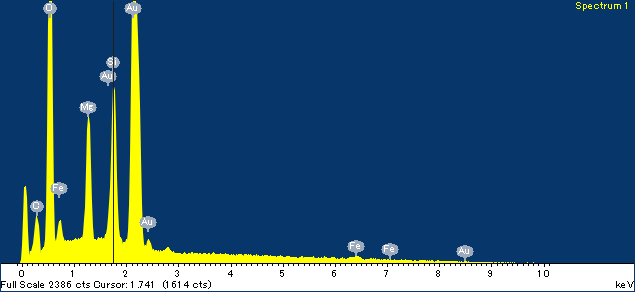 Spectrum 1
O Au
Si
Au
Mg
Fe
C
Au
Fe Fe Au
0 1 2 3 4 5 6 7 8 9 10
Full Scale 2386 cts Cursor: 1.741 (1614 cts) keV